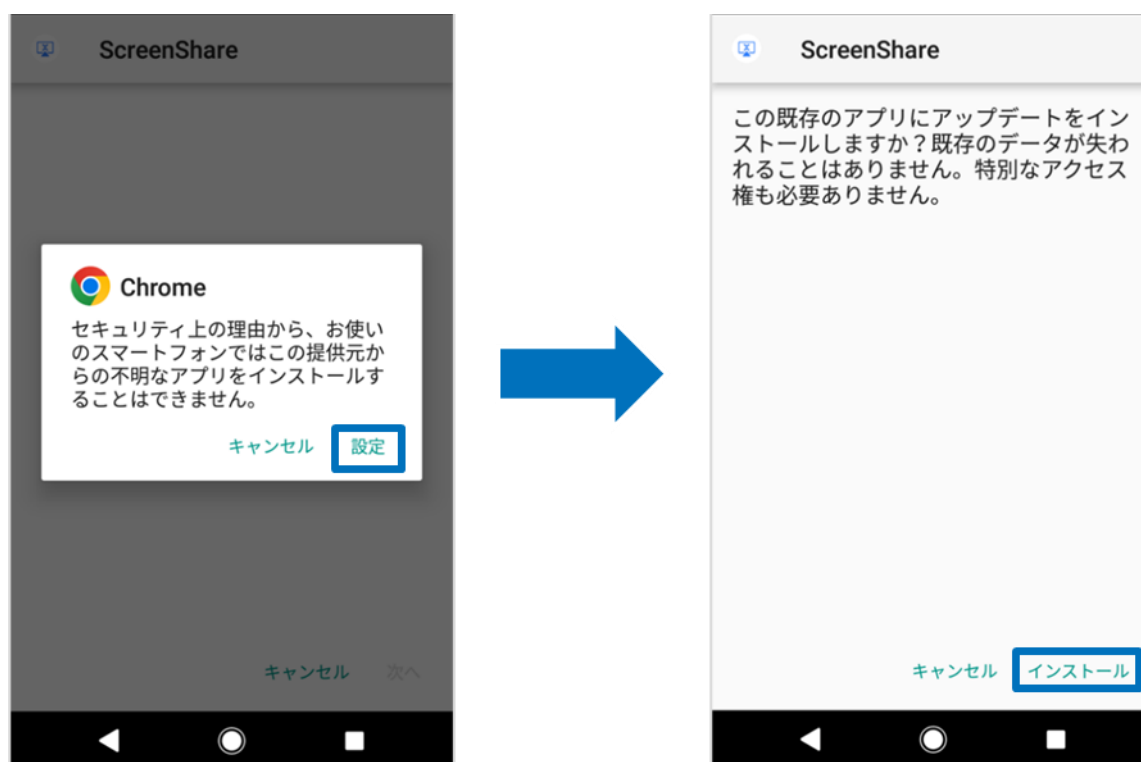 ScreenShare
Chrome
セキュリティ上の理由から、お使い
のスマートフォンではこの提供元か
らの不明なアプリをインストールす
ることはできません。
キャンセル 設定
キャンセル 次へ
ScreenShare
この既存のアプリにアップデートをイン
ストールしますか？既存のデータが失わ
れることはありません。特別なアクセス
権も必要ありません。
キャンセル インストール